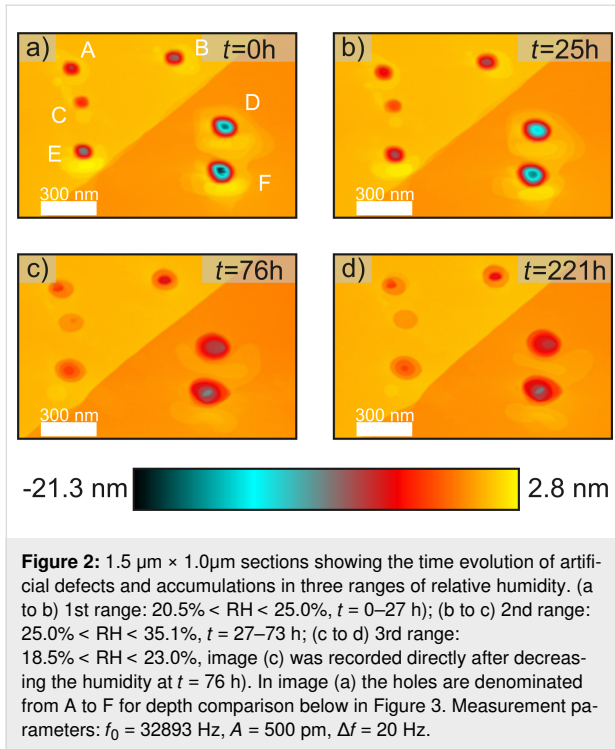 a) A B t=0h
C D
E F
300 nm
b) t=25h
300 nm
c) t=76h
300 nm
d) t=221h
300 nm
-21.3 nm 2.8 nm
Figure 2: 1.5 µm × 1.0µm sections showing the time evolution of artifi-
cial defects and accumulations in three ranges of relative humidity. (a
to b) 1st range: 20.5% < RH < 25.0%, t = 0–27 h); (b to c) 2nd range:
25.0% < RH < 35.1%, t = 27–73 h; (c to d) 3rd range:
18.5% < RH < 23.0%, image (c) was recorded directly after decreas-
ing the humidity at t = 76 h). In image (a) the holes are denominated
from A to F for depth comparison below in Figure 3. Measurement pa-
rameters: f0 = 32893 Hz, A = 500 pm, Δf = 20 Hz.